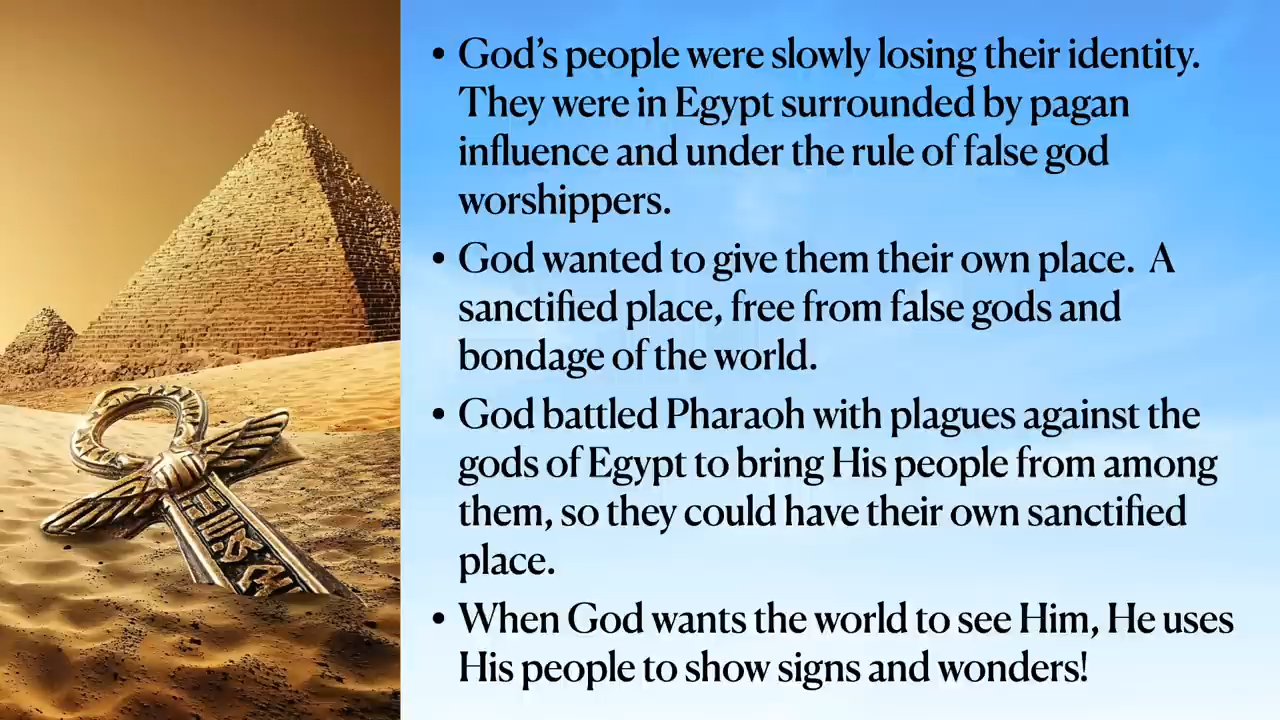 • God’s people were slowly losing their identity.
They were in Egypt surrounded by pagan
influence and under the rule of false god
worshippers.
• God wanted to give them their own place.  A
sanctified place, free from false gods and
bondage of the world.
• God battled Pharaoh with plagues against the
gods of Egypt to bring His people from among
them, so they could have their own sanctified
place.
• When God wants the world to see Him, He uses
His people to show signs and wonders!